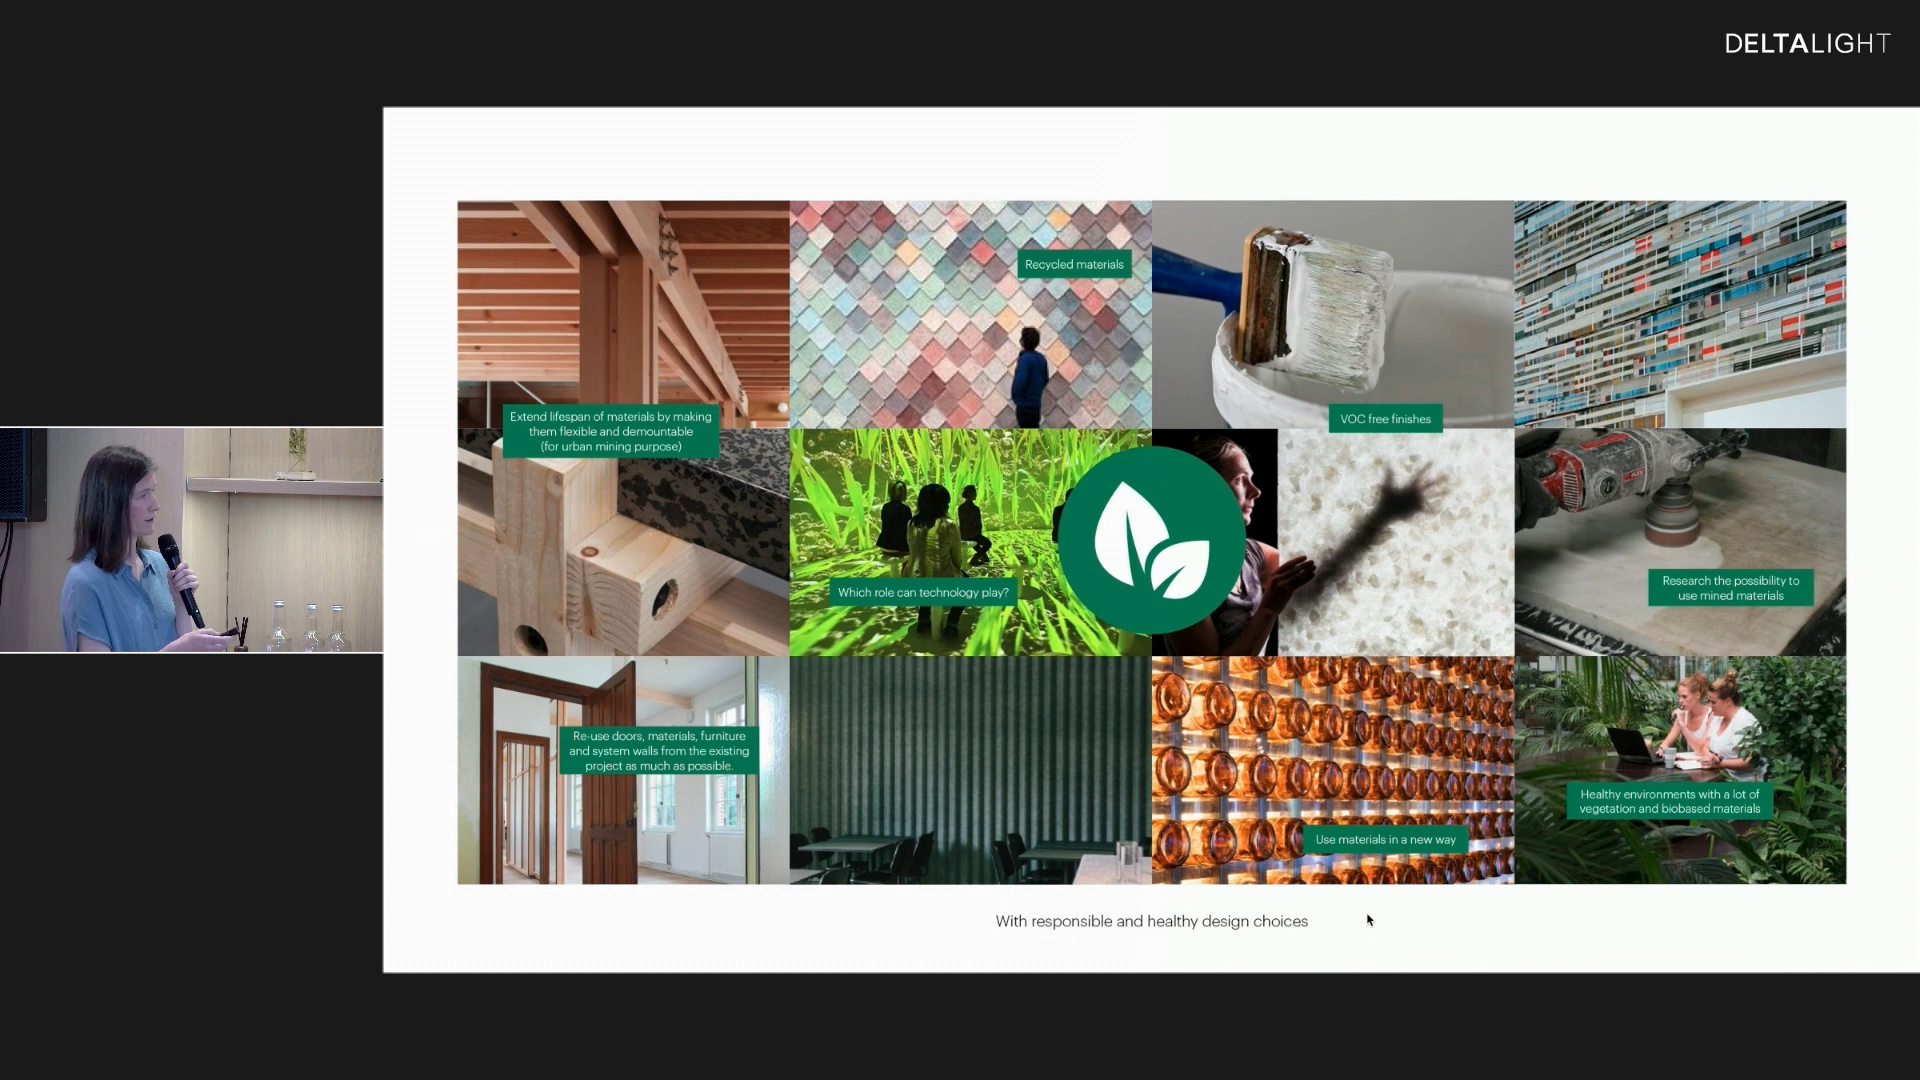 DELTALIGHT
Recycled materials
VOC free finishes
Extend lifespan of materials by making
them flexible and demountable
(for urban mining purpose)
Which role can technology play?
Research the possibility to
use mined materials
Re-use doors, materials, furniture
and system walls from the existing
project as much as possible.
Use materials in a new way
Healthy environments with a lot of
vegetation and biobased materials
With responsible and healthy design choices